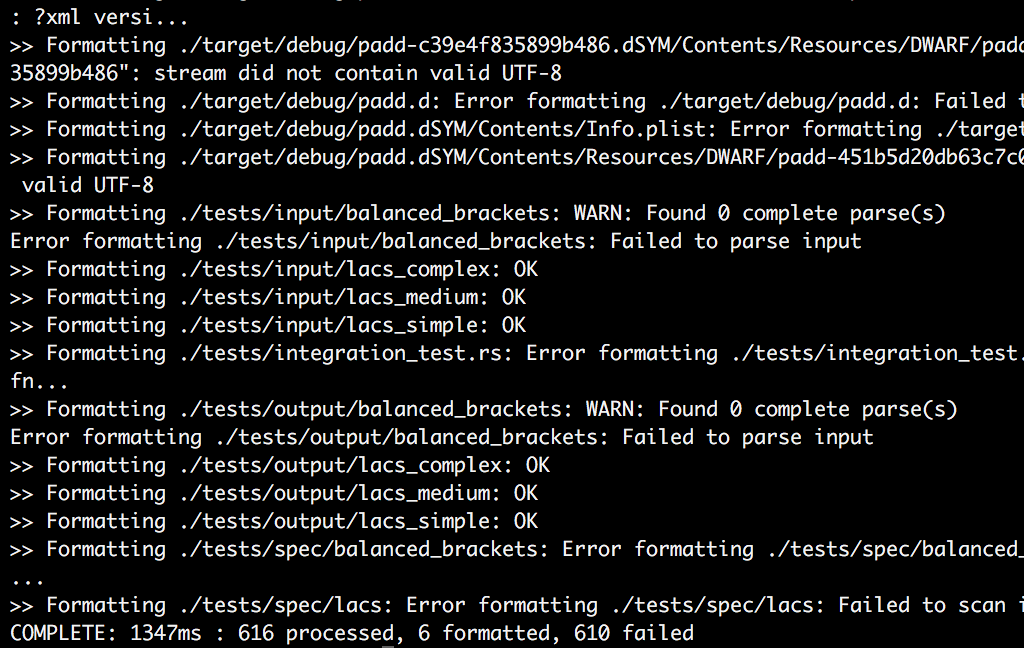 : ?xml versi...
>> Formatting ./target/debug/padd-c39e4f835899b486.dSYM/Contents/Resources/DWARF/padd
35899b486": stream did not contain valid UTF-8
>> Formatting ./target/debug/padd.d: Error formatting ./target/debug/padd.d: Failed t
>> Formatting ./target/debug/padd.dSYM/Contents/Info.plist: Error formatting ./target
>> Formatting ./target/debug/padd.dSYM/Contents/Resources/DWARF/padd-451b5d20db63c7c0
 valid UTF-8
>> Formatting ./tests/input/balanced_brackets: WARN: Found 0 complete parse(s)
Error formatting ./tests/input/balanced_brackets: Failed to parse input
>> Formatting ./tests/input/lacs_complex: OK
>> Formatting ./tests/input/lacs_medium: OK
>> Formatting ./tests/input/lacs_simple: OK
>> Formatting ./tests/integration_test.rs: Error formatting ./tests/integration_test.
fn...
>> Formatting ./tests/output/balanced_brackets: WARN: Found 0 complete parse(s)
Error formatting ./tests/output/balanced_brackets: Failed to parse input
>> Formatting ./tests/output/lacs_complex: OK
>> Formatting ./tests/output/lacs_medium: OK
>> Formatting ./tests/output/lacs_simple: OK
>> Formatting ./tests/spec/balanced_brackets: Error formatting ./tests/spec/balanced_
...
>> Formatting ./tests/spec/lacs: Error formatting ./tests/spec/lacs: Failed to scan i
COMPLETE: 1347ms : 616 processed, 6 formatted, 610 failed